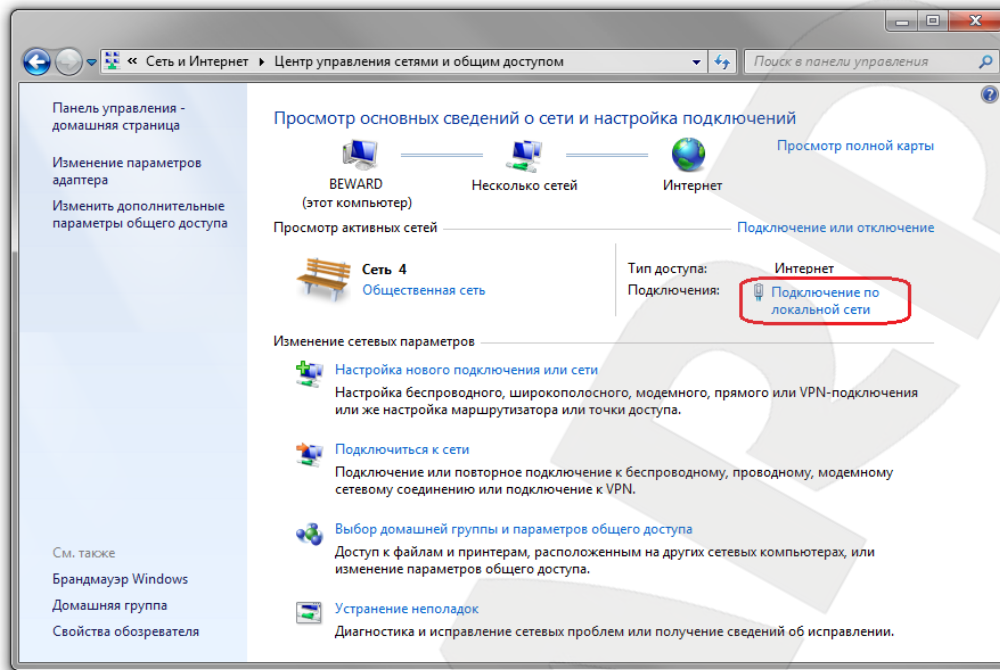 Сеть и Интернет
Центр управления сетями и общим доступом
Поиск в панели управления
Панель управления -
домашняя страница
Изменение параметров
адаптера
Изменить дополнительные
параметры общего доступа
Просмотр основных сведений о сети и настройка подключений
Просмотр полной карты
BEWARD
(этот компьютер)
Несколько сетей
Интернет
Просмотр активных сетей
Подключение или отключение
Сеть 4
Общественная сеть
Тип доступа: Интернет
Подключения: Подключение по
локальной сети
Изменение сетевых параметров
Настройка нового подключения или сети
Настройка беспроводного, широкополосного, модемного, прямого или VPN-подключения
или же настройка маршрутизатора или точки доступа.
Подключиться к сети
Подключение или повторное подключение к беспроводному, проводному, модемному
сетевому соединению или подключение к VPN.
Выбор домашней группы и параметров общего доступа
Доступ к файлам и принтерам, расположенным на других сетевых компьютерах, или
изменение параметров общего доступа.
Устранение неполадок
Диагностика и исправление сетевых проблем или получение сведений об исправлении.
См. также
Брандмауэр Windows
Домашняя группа
Свойства обозревателя